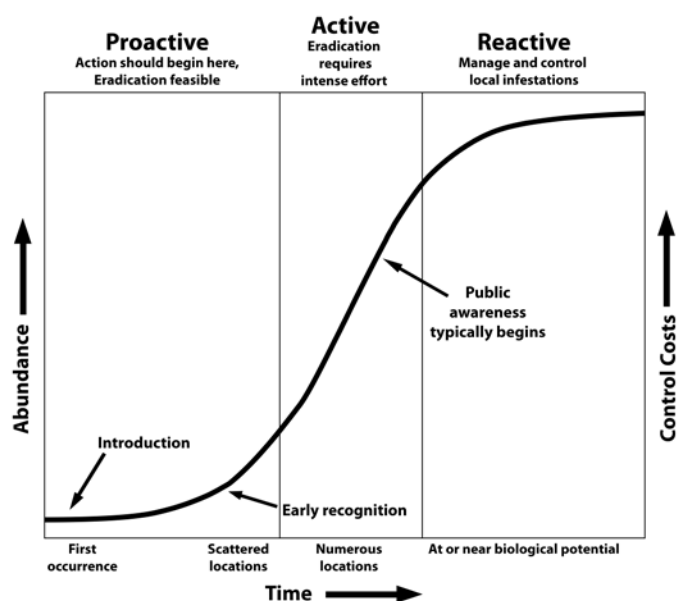 Proactive
Action should begin here,
Eradication feasible
Active
Eradication
requires
intense effort
Reactive
Manage and control
local infestations
Abundance
Control Costs
Public
awareness
typically begins
Introduction
Early recognition
First
occurrence
Scattered
locations
Numerous
locations
At or near biological potential
Time